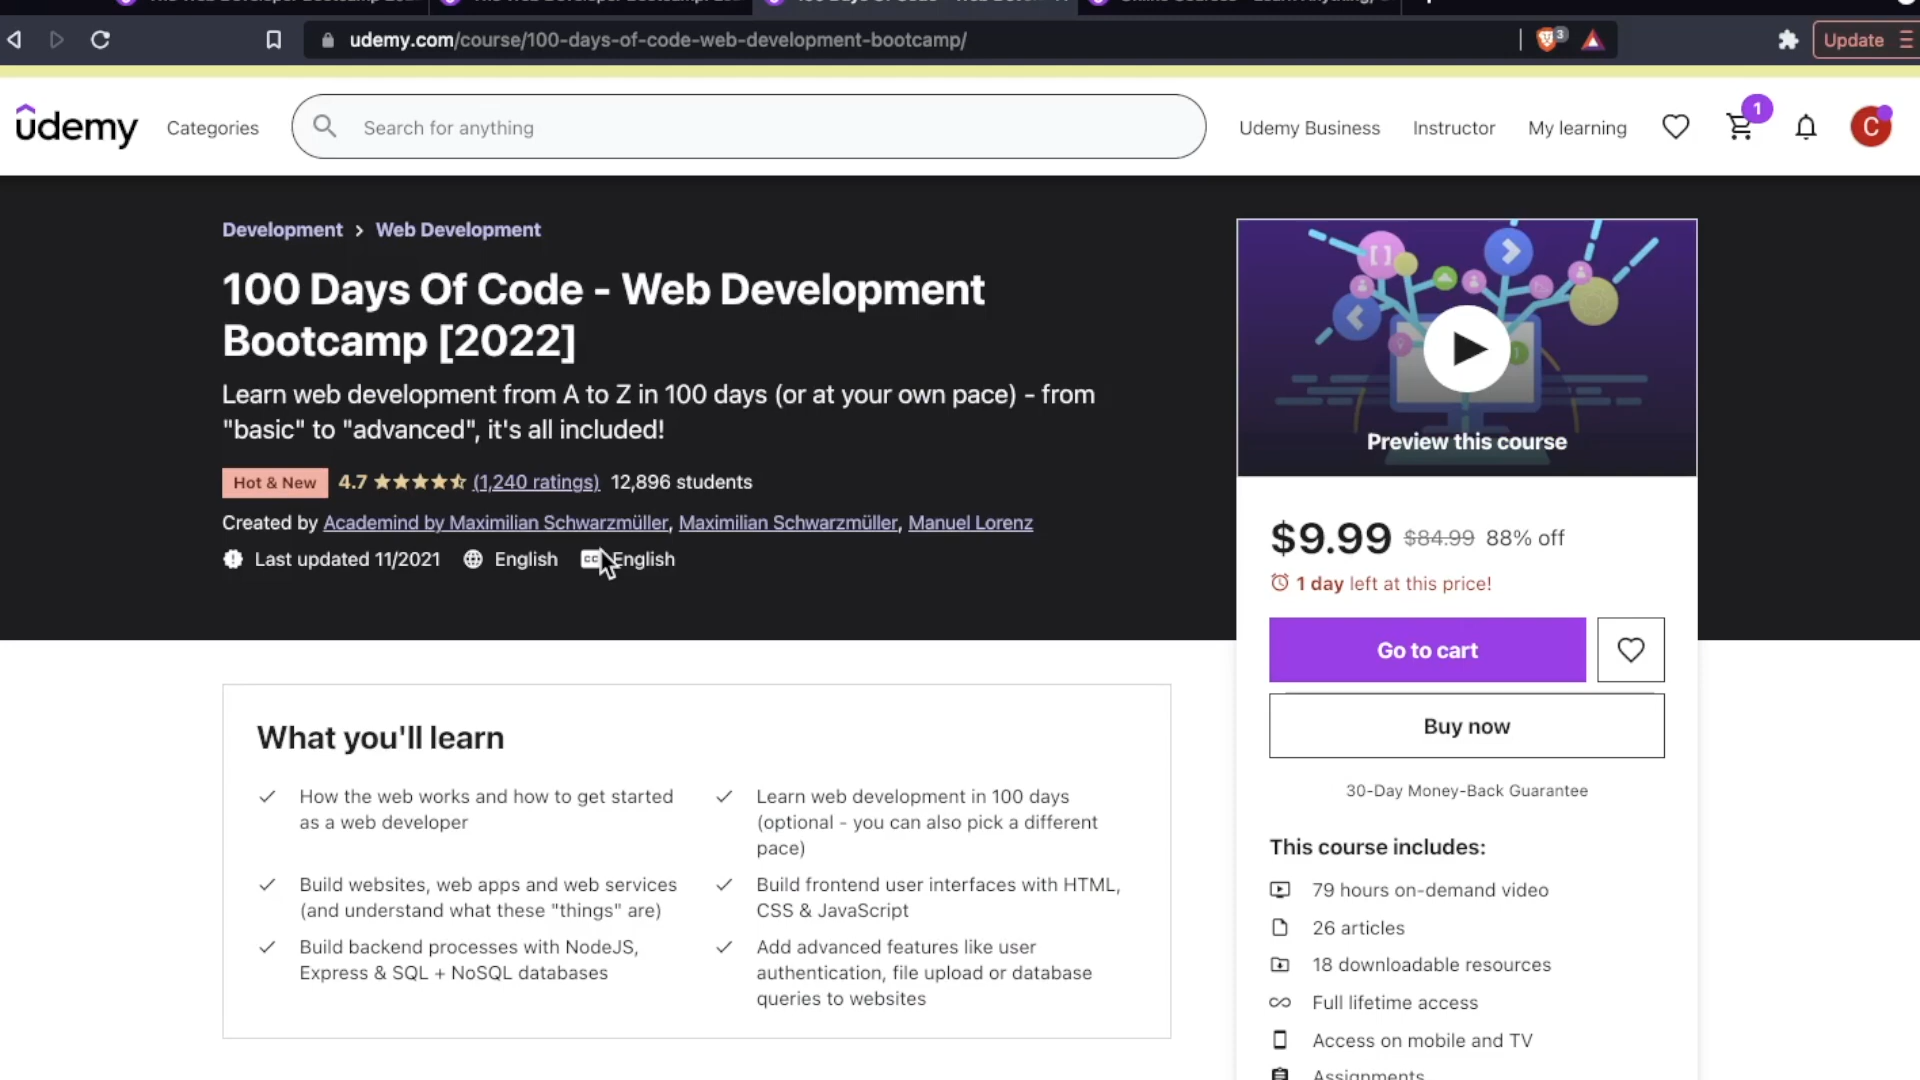 udemy.com/course/100-days-of-code-web-development-bootcamp/
3
Update
udemy
Categories
Search for anything
Udemy Business
Instructor
My learning
1
C
Development > Web Development
100 Days Of Code - Web Development
Bootcamp [2022]
Learn web development from A to Z in 100 days (or at your own pace) - from
"basic" to "advanced", it's all included!
Hot & New 4.7 (1,240 ratings) 12,896 students
Created by Academind by Maximilian Schwarzmüller, Maximilian Schwarzmüller, Manuel Lorenz
Last updated 11/2021 English CC English
What you'll learn
How the web works and how to get started
as a web developer
Learn web development in 100 days
(optional - you can also pick a different
pace)
Build websites, web apps and web services
(and understand what these "things" are)
Build frontend user interfaces with HTML,
CSS & JavaScript
Build backend processes with NodeJS,
Express & SQL + NoSQL databases
Add advanced features like user
authentication, file upload or database
queries to websites
Preview this course
$9.99 $84.99 88% off
1 day left at this price!
Go to cart
Buy now
30-Day Money-Back Guarantee
This course includes:
79 hours on-demand video
26 articles
18 downloadable resources
Full lifetime access
Access on mobile and TV
Assignments